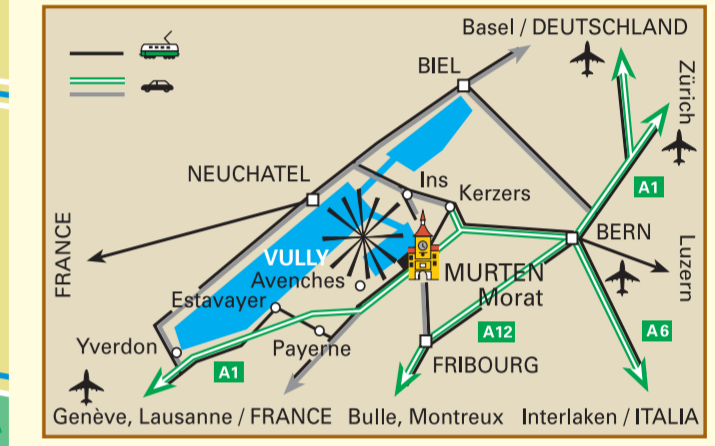 Basel / DEUTSCHLAND
BIEL
Zürich
NEUCHATEL
Ins
Kerzers
A1
BERN
VULLY
FRANCE
Avenches
MURTEN
Luzern
Estavayer
Morat
A12
A6
Yverdon
Payerne
FRIBOURG
A1
Genève, Lausanne / FRANCE
Bulle, Montreux
Interlaken / ITALIA